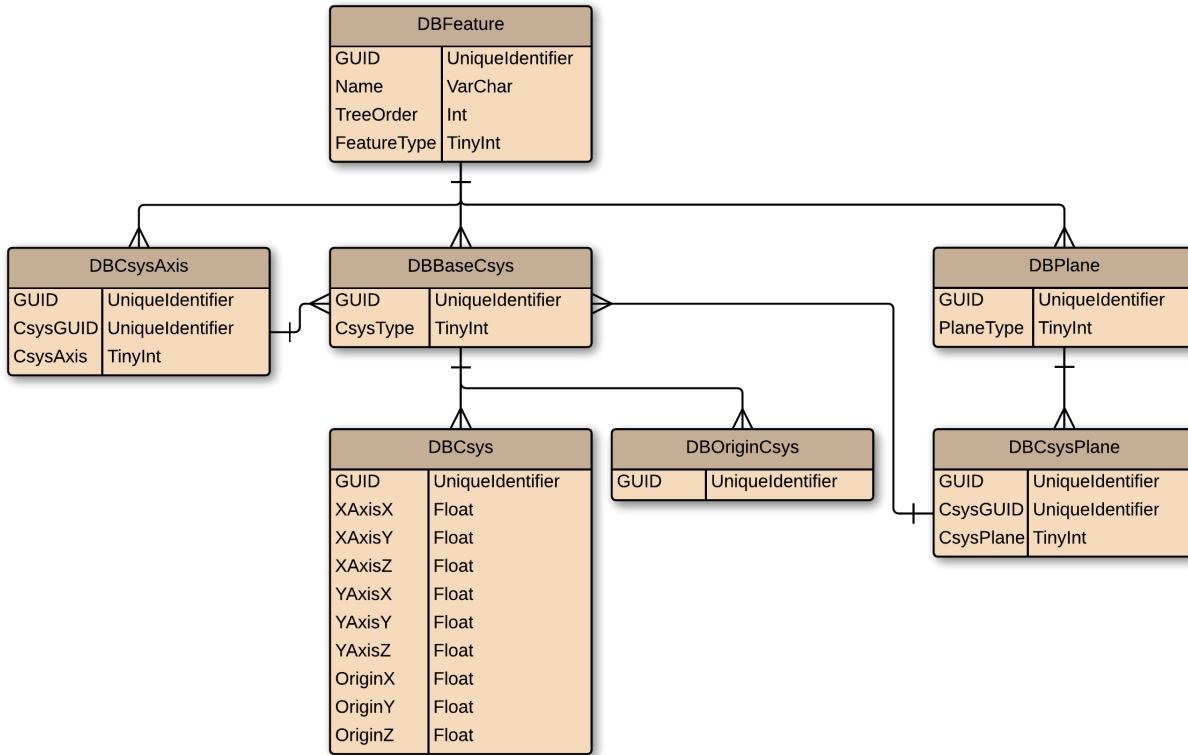 DBFeature
GUID UniqueIdentifier
Name VarChar
TreeOrder Int
FeatureType TinyInt
DBCsysAxis
GUID UniqueIdentifier
CsysGUID UniqueIdentifier
CsysAxis TinyInt
DBBaseCsys
GUID UniqueIdentifier
CsysType TinyInt
DBPlane
GUID UniqueIdentifier
PlaneType TinyInt
DBCsys
GUID UniqueIdentifier
XAxisX Float
XAxisY Float
XAxisZ Float
YAxisX Float
YAxisY Float
YAxisZ Float
OriginX Float
OriginY Float
OriginZ Float
DBOriginCsys
GUID UniqueIdentifier
DBCsysPlane
GUID UniqueIdentifier
CsysGUID UniqueIdentifier
CsysPlane TinyInt